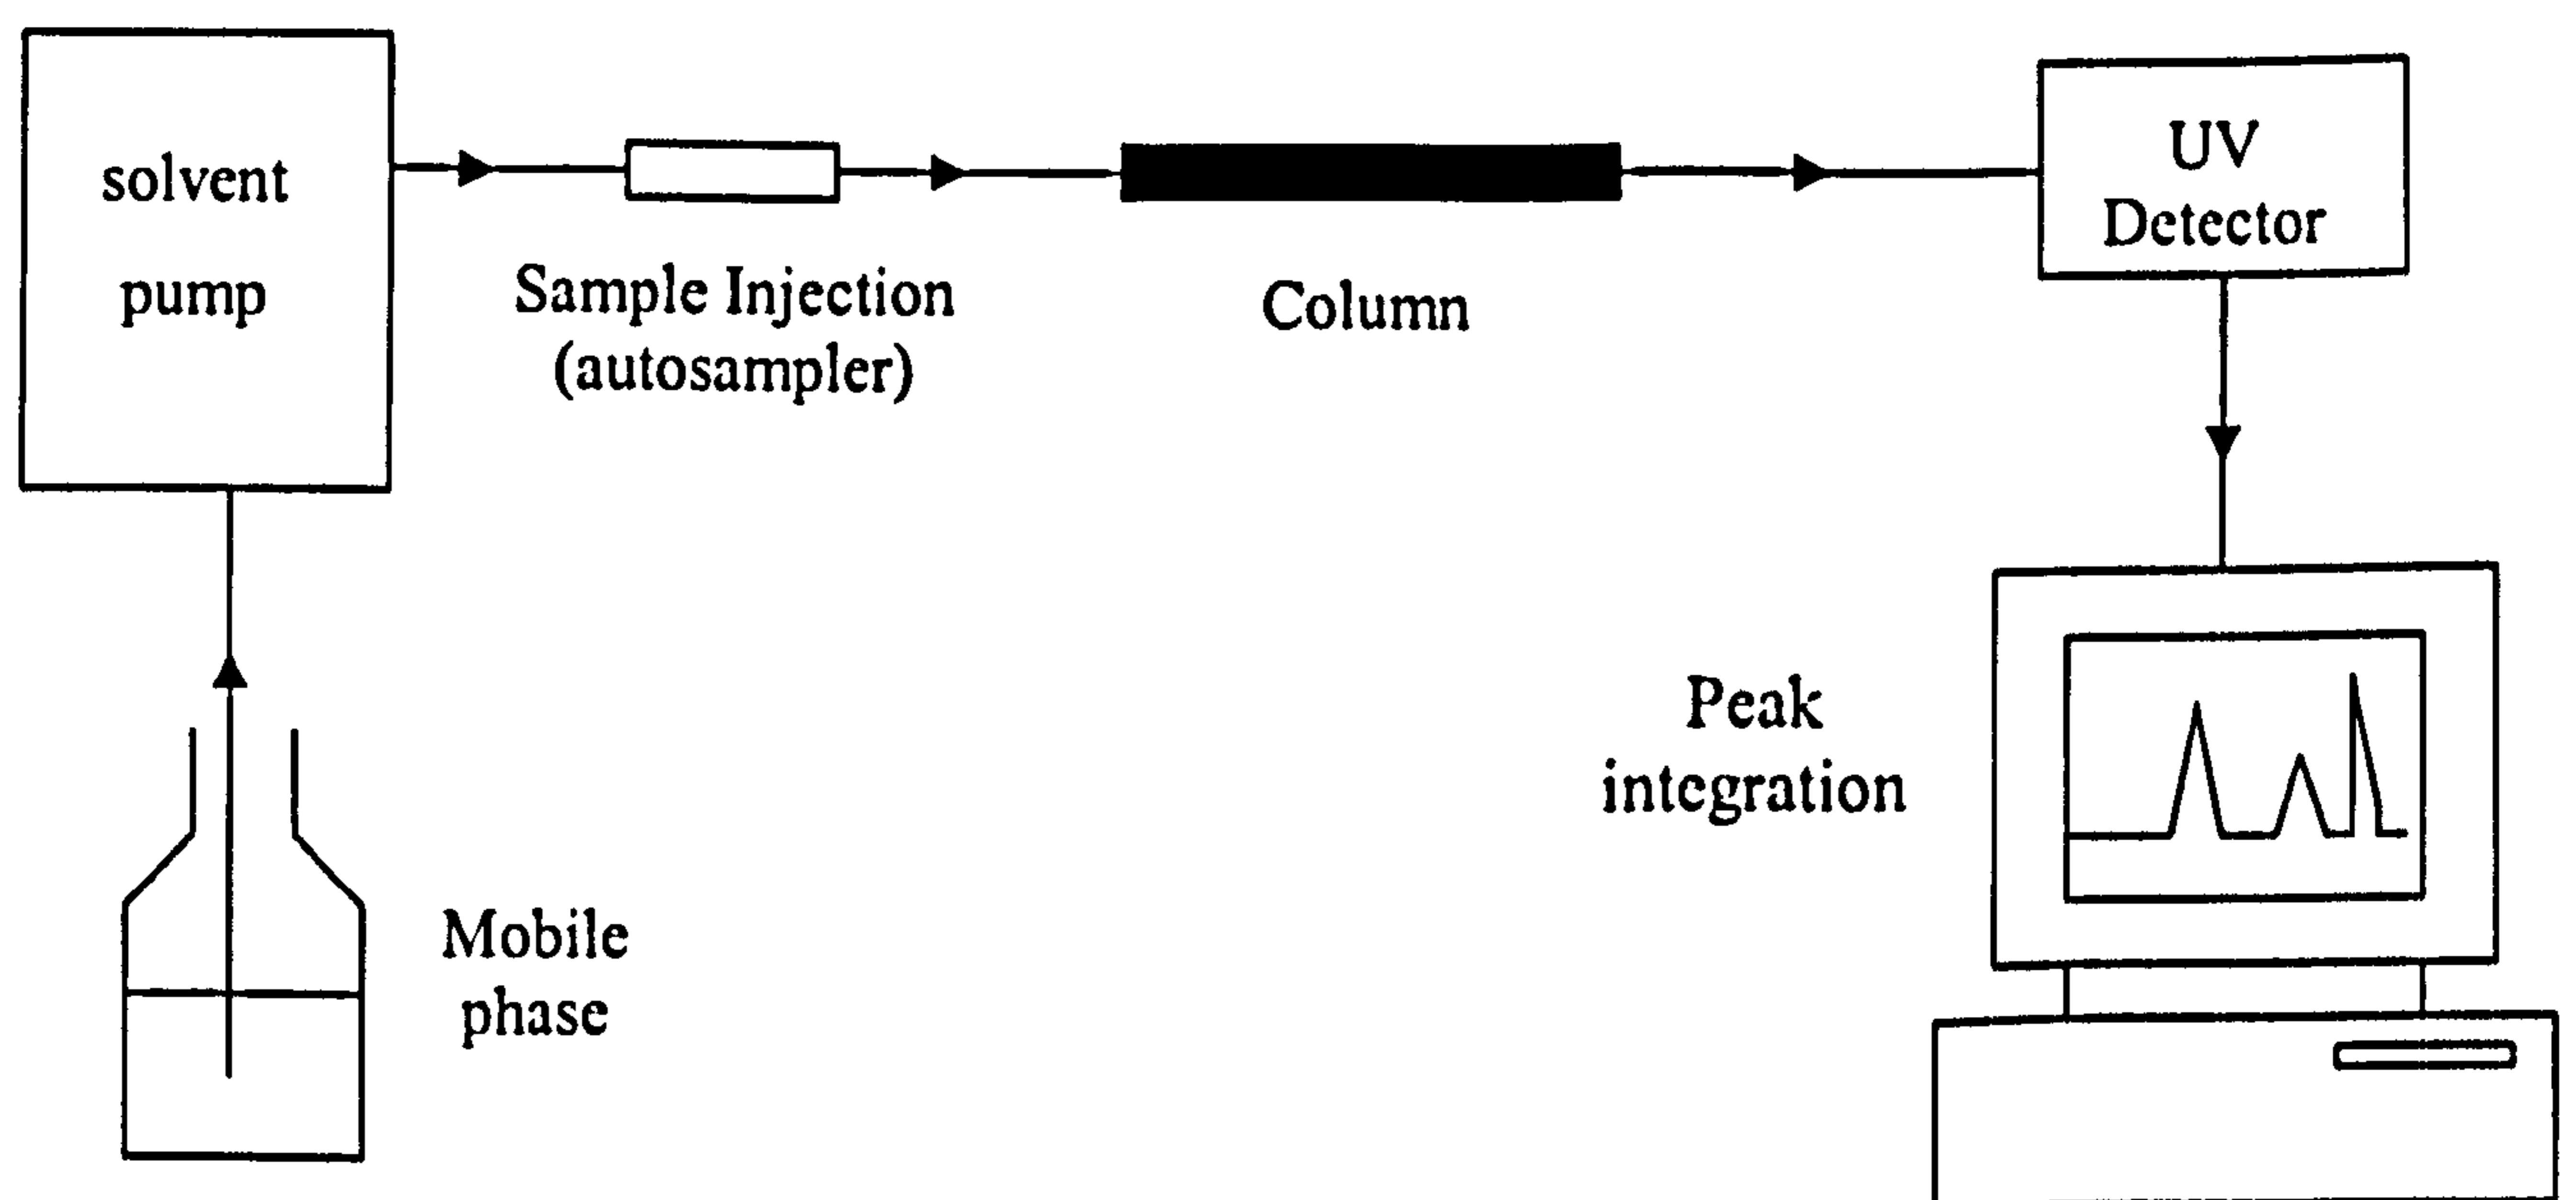 solvent
pump
Sample Injection
(autosampler)
Column
UV
Detector
Peak
integration
Mobile
phase